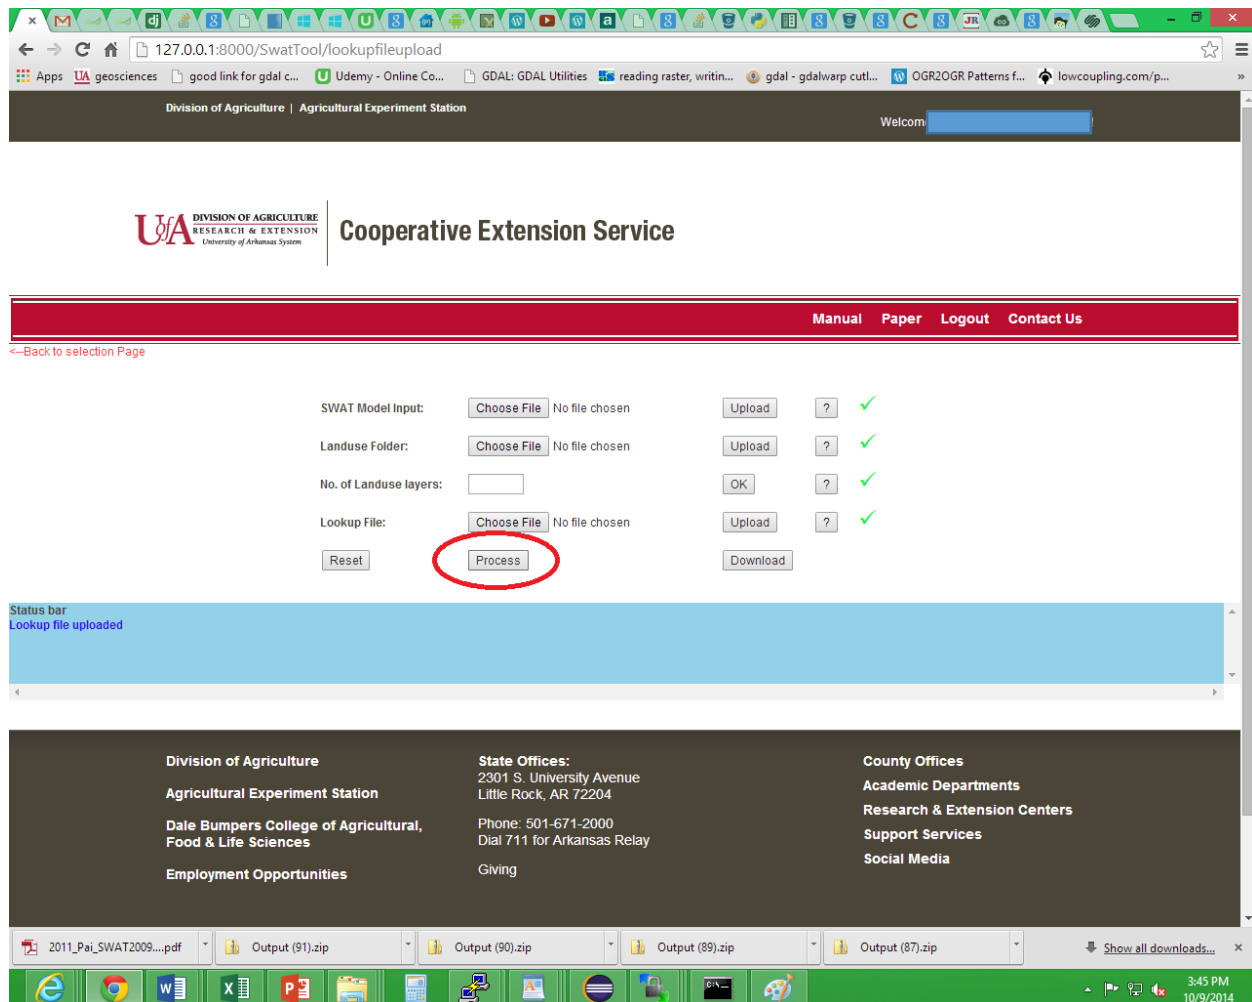 127.0.0.1:8000/SwatTool/lookupfileupload
Apps UA geosciences good link for gdal c... Udemy - Online Co... GDAL: GDAL Utilities reading raster, writin... gdal - gdalwarp cutl... OGR2OGR Patterns f... lowcoupling.com/p... »
Division of Agriculture | Agricultural Experiment Station
Welcom
UofA DIVISION OF AGRICULTURE
RESEARCH & EXTENSION
University of Arkansas System
Cooperative Extension Service
Manual Paper Logout Contact Us
<--Back to selection Page
SWAT Model Input: Choose File No file chosen Upload ?
Landuse Folder: Choose File No file chosen Upload ?
No. of Landuse layers: OK ?
Lookup File: Choose File No file chosen Upload ?
Reset Process Download
Status bar
Lookup file uploaded
Division of Agriculture
Agricultural Experiment Station
Dale Bumpers College of Agricultural,
Food & Life Sciences
Employment Opportunities
State Offices:
2301 S. University Avenue
Little Rock, AR 72204
Phone: 501-671-2000
Dial 711 for Arkansas Relay
Giving
County Offices
Academic Departments
Research & Extension Centers
Support Services
Social Media
2011_Pai_SWAT2009....pdf Output (91).zip Output (90).zip Output (89).zip Output (87).zip Show all downloads...
3:45 PM
10/9/2014